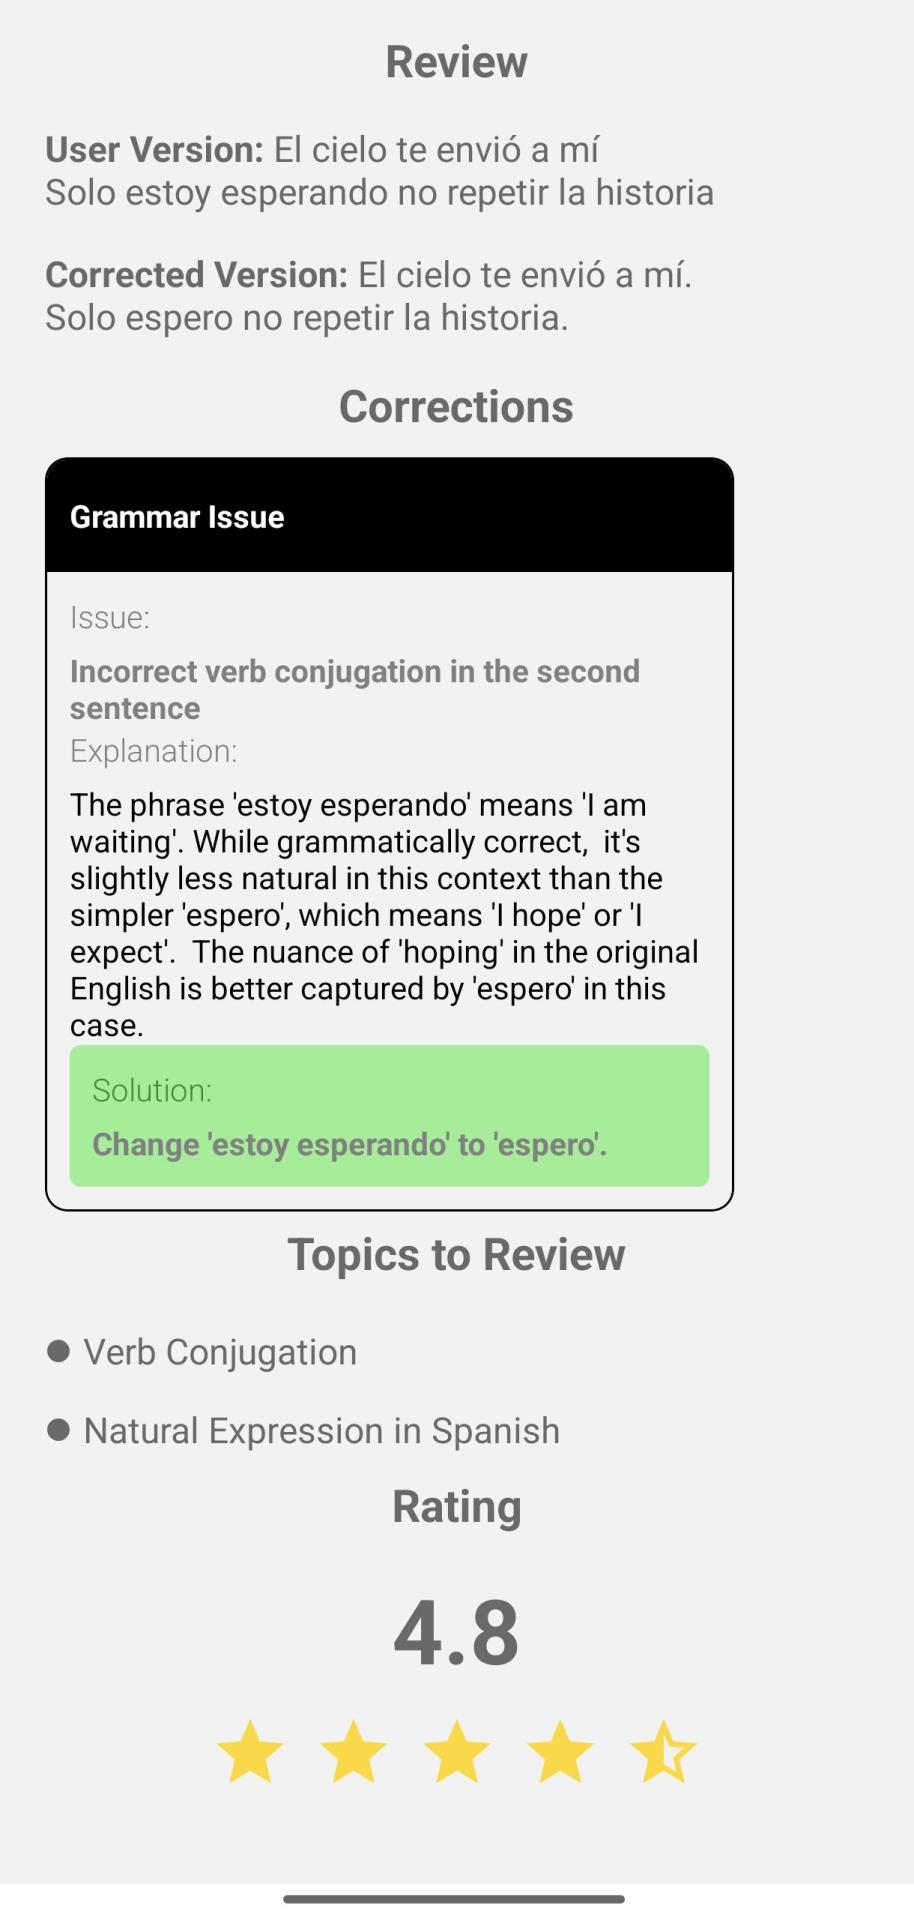 Review
User Version: El cielo te envió a mí
Solo estoy esperando no repetir la historia
Corrected Version: El cielo te envió a mí.
Solo espero no repetir la historia.
Corrections
Grammar Issue
Issue:
Incorrect verb conjugation in the second
sentence
Explanation:
The phrase 'estoy esperando' means 'I am
waiting'. While grammatically correct,  it's
slightly less natural in this context than the
simpler 'espero', which means 'I hope' or 'I
expect'.  The nuance of 'hoping' in the original
English is better captured by 'espero' in this
case.
Solution:
Change 'estoy esperando' to 'espero'.
Topics to Review
● Verb Conjugation
● Natural Expression in Spanish
Rating
4.8